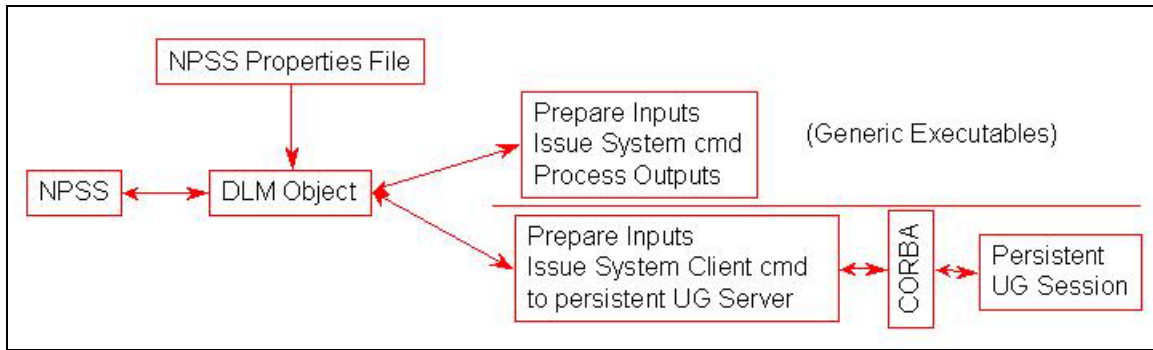 NPSS Properties File
Prepare Inputs
Issue System cmd
Process Outputs
(Generic Executables)
NPSS
DLM Object
Prepare Inputs
Issue System Client cmd
to persistent UG Server
CORBA
Persistent
UG Session